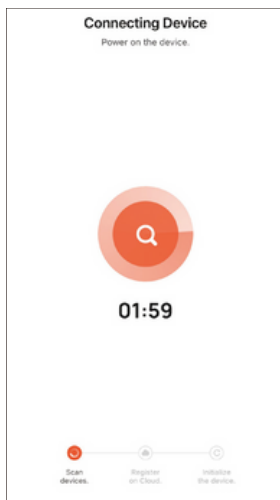 Connecting Device
Power on the device.
01:59
Scan
devices.
Register
on Cloud.
Initialize
the device.